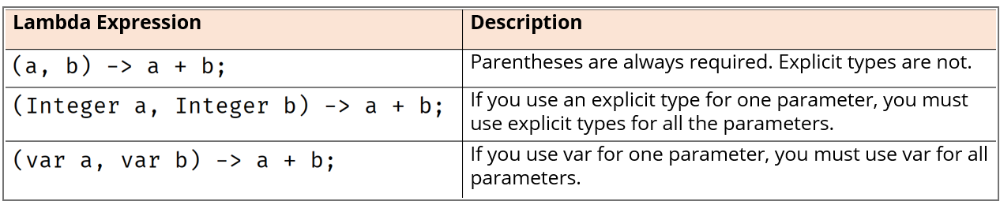 Lambda Expression Description
(a, b) -> a + b; Parentheses are always required. Explicit types are not.
(Integer a, Integer b) -> a + b; If you use an explicit type for one parameter, you must
use explicit types for all the parameters.
(var a, var b) -> a + b; If you use var for one parameter, you must use var for all
parameters.